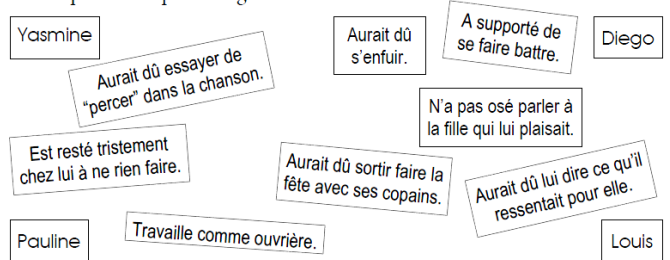 Yasmine
Aurait dû
s'enfuir.
A supporté de
se faire battre.
Diego
Aurait dû essayer de
“percer” dans la chanson.
N'a pas osé parler à
la fille qui lui plaisait.
Est resté tristement
chez lui à ne rien faire.
Aurait dû sortir faire la
fête avec ses copains.
Aurait dû lui dire ce qu'il
ressentait pour elle.
Pauline
Travaille comme ouvrière.
Louis